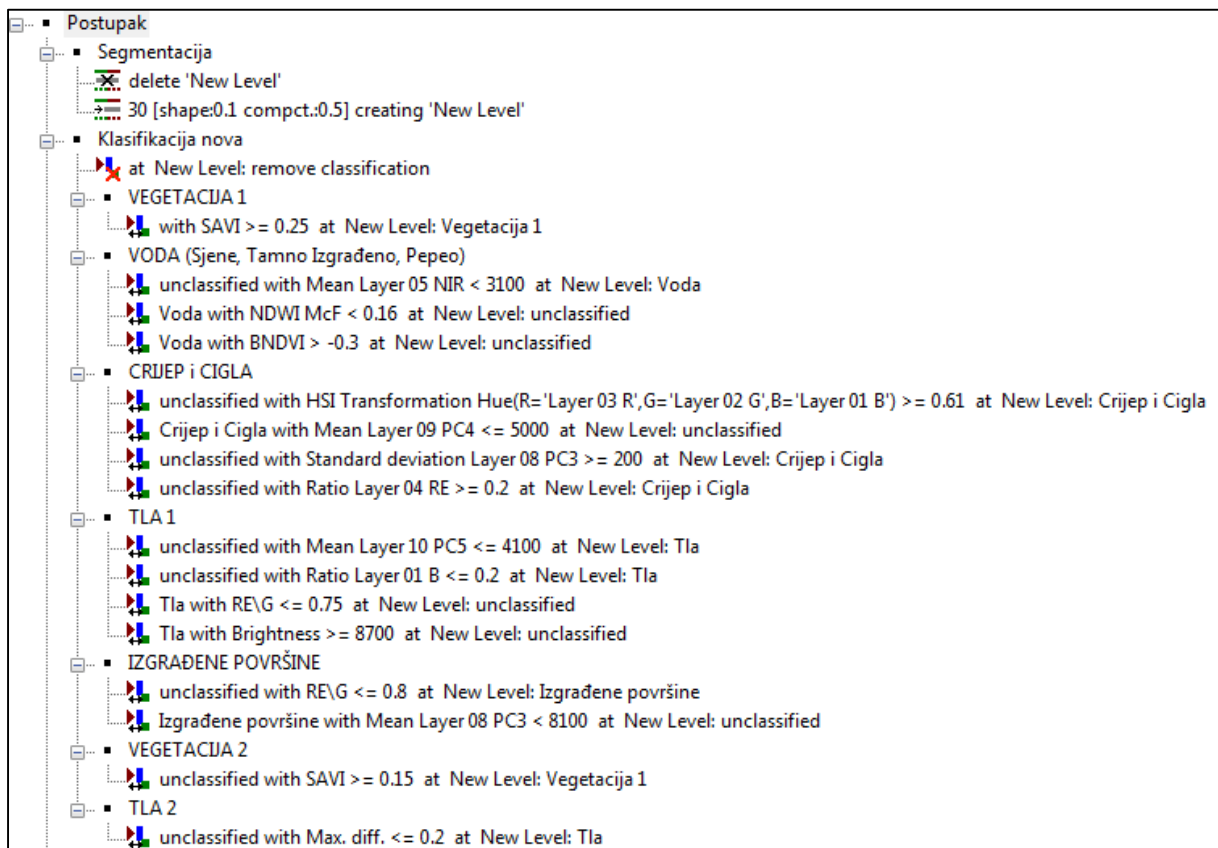 Postupak
Segmentacija
delete 'New Level'
30 [shape:0.1 compct.:0.5] creating 'New Level'
Klasifikacija nova
at New Level: remove classification
VEGETACIJA 1
with SAVI >= 0.25 at New Level: Vegetacija 1
VODA (Sjene, Tamno Izgrađeno, Pepeo)
unclassified with Mean Layer 05 NIR < 3100 at New Level: Voda
Voda with NDWI McF < 0.16 at New Level: unclassified
Voda with BNDVI > -0.3 at New Level: unclassified
CRIJEP i CIGLA
unclassified with HSI Transformation Hue(R='Layer 03 R',G='Layer 02 G',B='Layer 01 B') >= 0.61 at New Level: Crijep i Cigla
Crijep i Cigla with Mean Layer 09 PC4 <= 5000 at New Level: unclassified
unclassified with Standard deviation Layer 08 PC3 >= 200 at New Level: Crijep i Cigla
unclassified with Ratio Layer 04 RE >= 0.2 at New Level: Crijep i Cigla
TLA 1
unclassified with Mean Layer 10 PC5 <= 4100 at New Level: Tla
unclassified with Ratio Layer 01 B <= 0.2 at New Level: Tla
Tla with RE\G <= 0.75 at New Level: unclassified
Tla with Brightness >= 8700 at New Level: unclassified
IZGRAĐENE POVRŠINE
unclassified with RE\G <= 0.8 at New Level: Izgrađene površine
Izgrađene površine with Mean Layer 08 PC3 < 8100 at New Level: unclassified
VEGETACIJA 2
unclassified with SAVI >= 0.15 at New Level: Vegetacija 1
TLA 2
unclassified with Max. diff. <= 0.2 at New Level: Tla